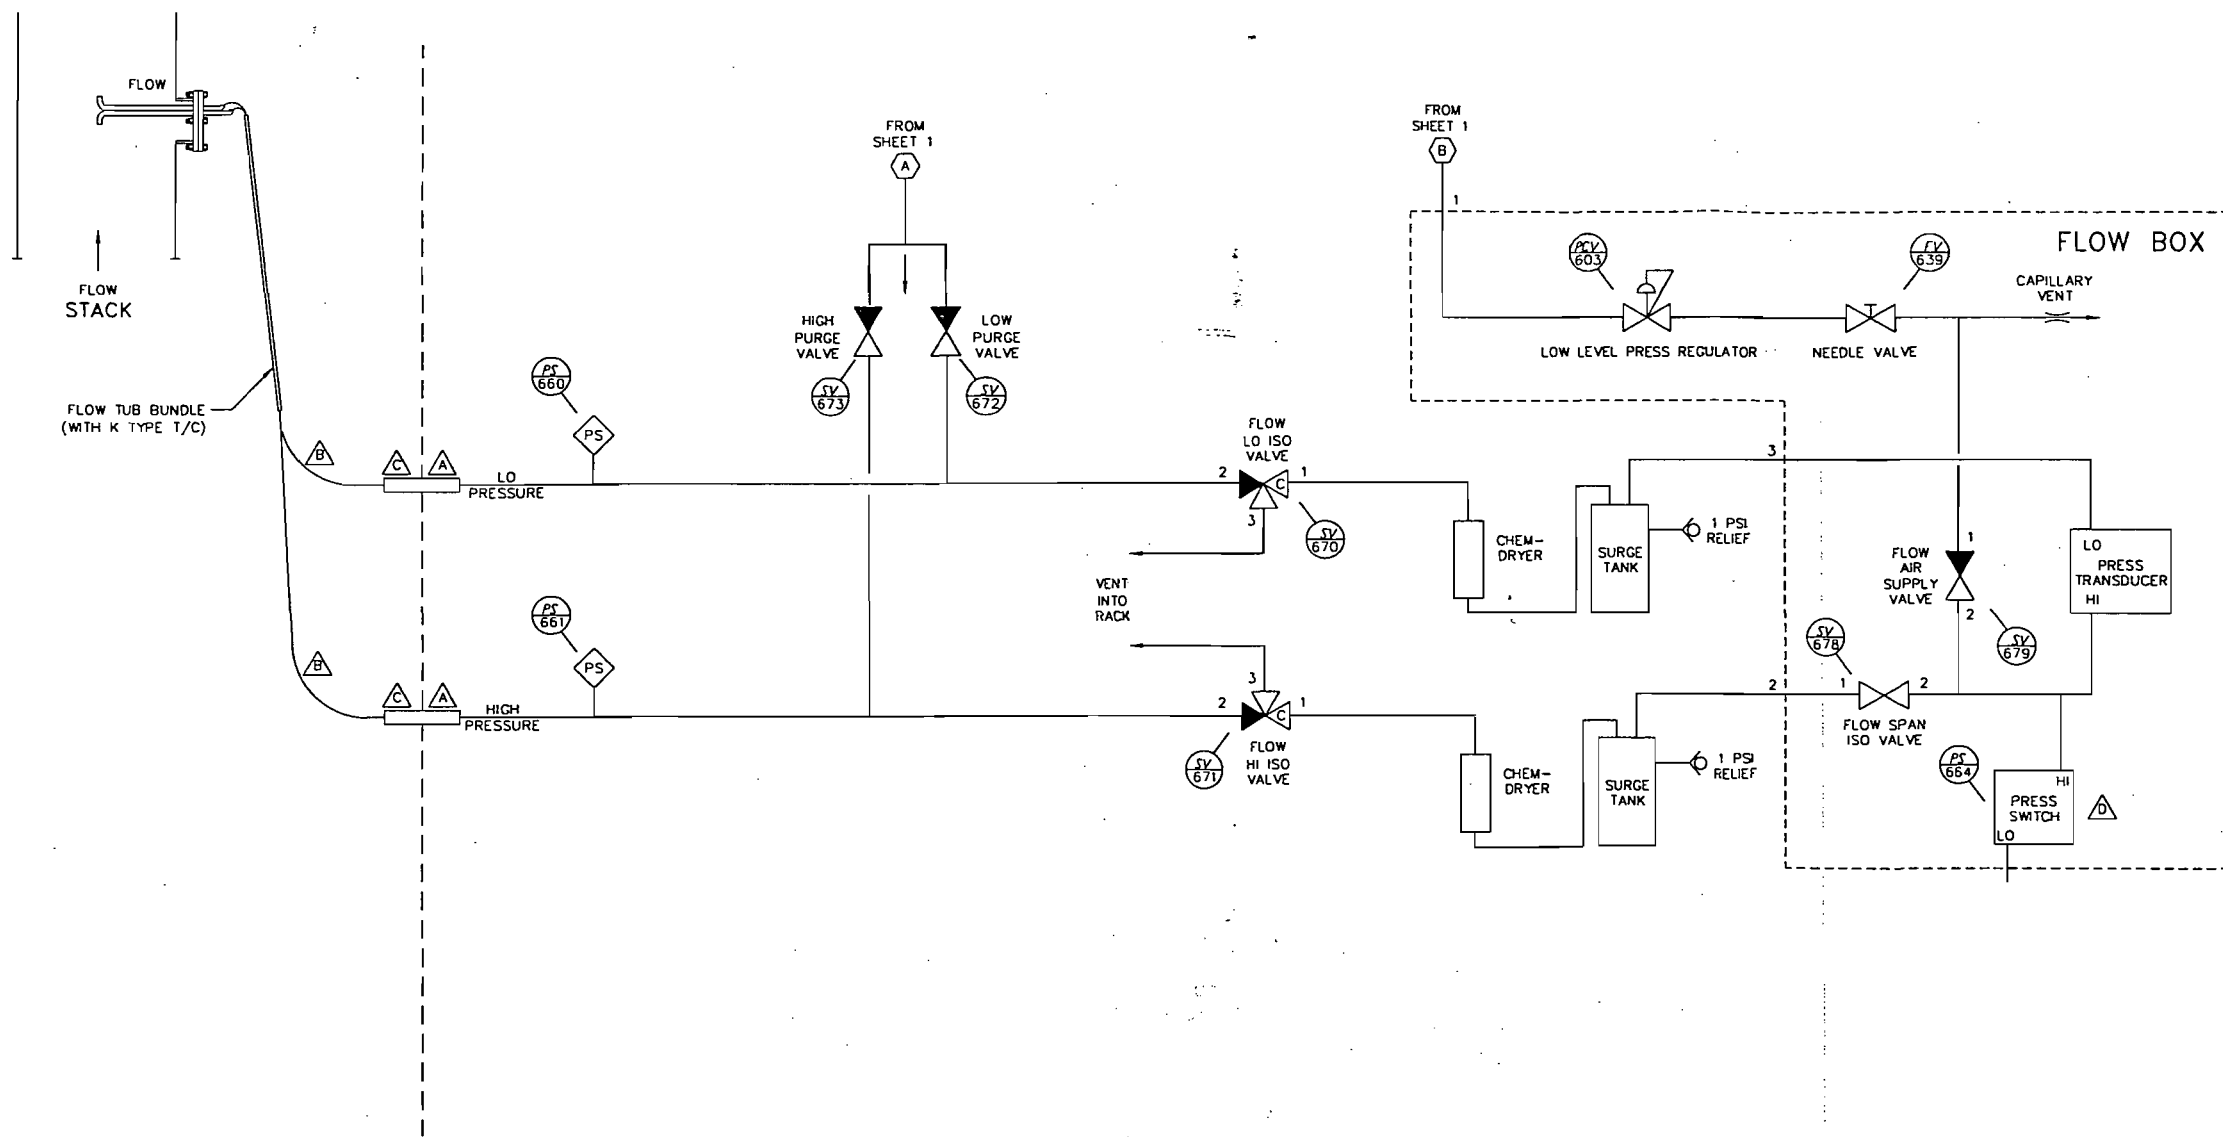 FLOW
FLOW
STACK
FLOW TUB BUNDLE
(WITH K TYPE T/C)
B
C
A
LO
PRESSURE
B
C
A
HIGH
PRESSURE
PS
660
PS
PS
661
PS
FROM
SHEET 1
A
HIGH
PURGE
VALVE
LOW
PURGE
VALVE
SV
673
SV
672
FLOW
LO ISO
VALVE
2
1
C
3
SV
670
VENT
INTO
RACK
3
2
1
C
SV
671
FLOW
HI ISO
VALVE
CHEM-
DRYER
SURGE
TANK
1 PSI
RELIEF
CHEM-
DRYER
SURGE
TANK
1 PSI
RELIEF
FROM
SHEET 1
B
1
FLOW BOX
PCV
603
FV
639
CAPILLARY
VENT
LOW LEVEL PRESS REGULATOR
NEEDLE VALVE
3
1
FLOW
AIR
SUPPLY
VALVE
2
SV
679
LO
PRESS
TRANSDUCER
HI
SV
678
2
1
2
FLOW SPAN
ISO VALVE
PS
664
HI
PRESS
SWITCH
LO
D